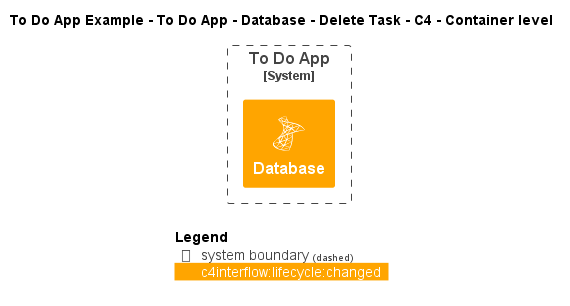 To Do App Example - To Do App - Database - Delete Task - C4 - Container level
To Do App
[System]
Database
Legend
system boundary (dashed)
c4interflow:lifecycle:changed